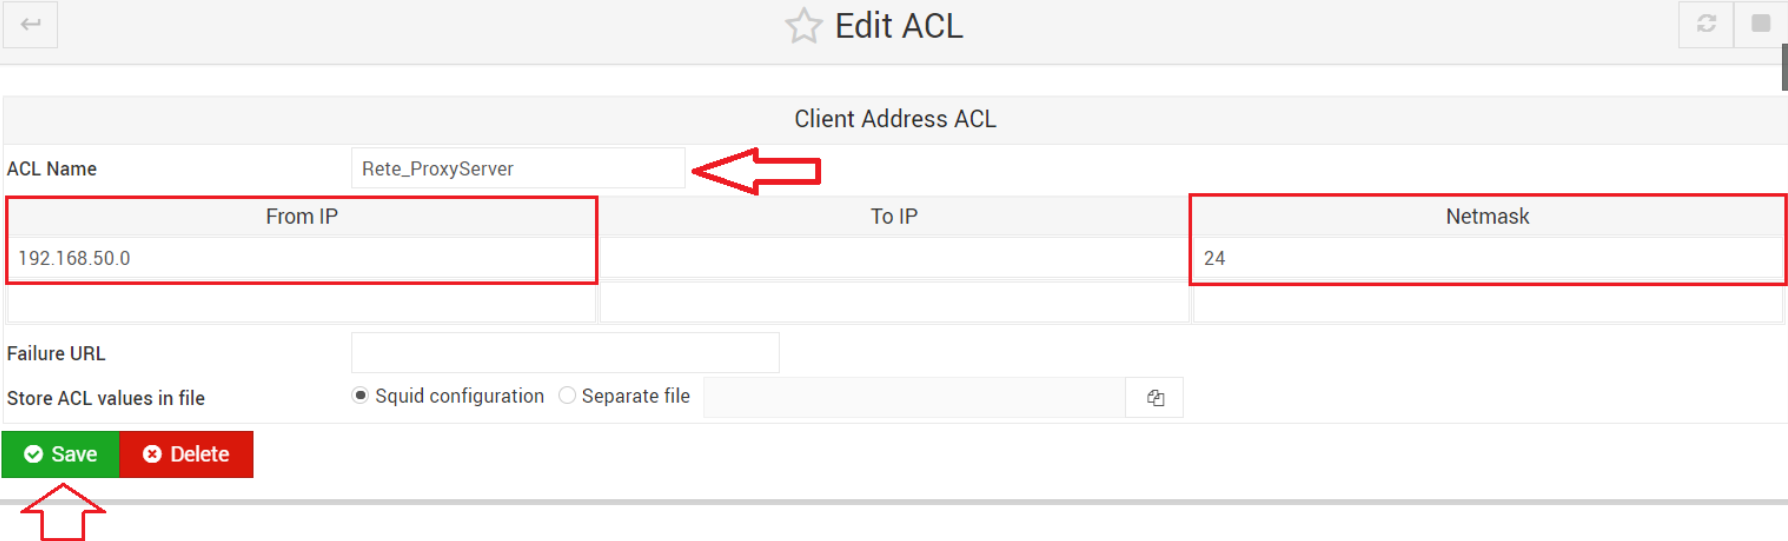 Edit ACL
Client Address ACL
ACL Name Rete_ProxyServer
From IP To IP Netmask
192.168.50.0 24
Failure URL
Store ACL values in file Squid configuration Separate file
Save Delete